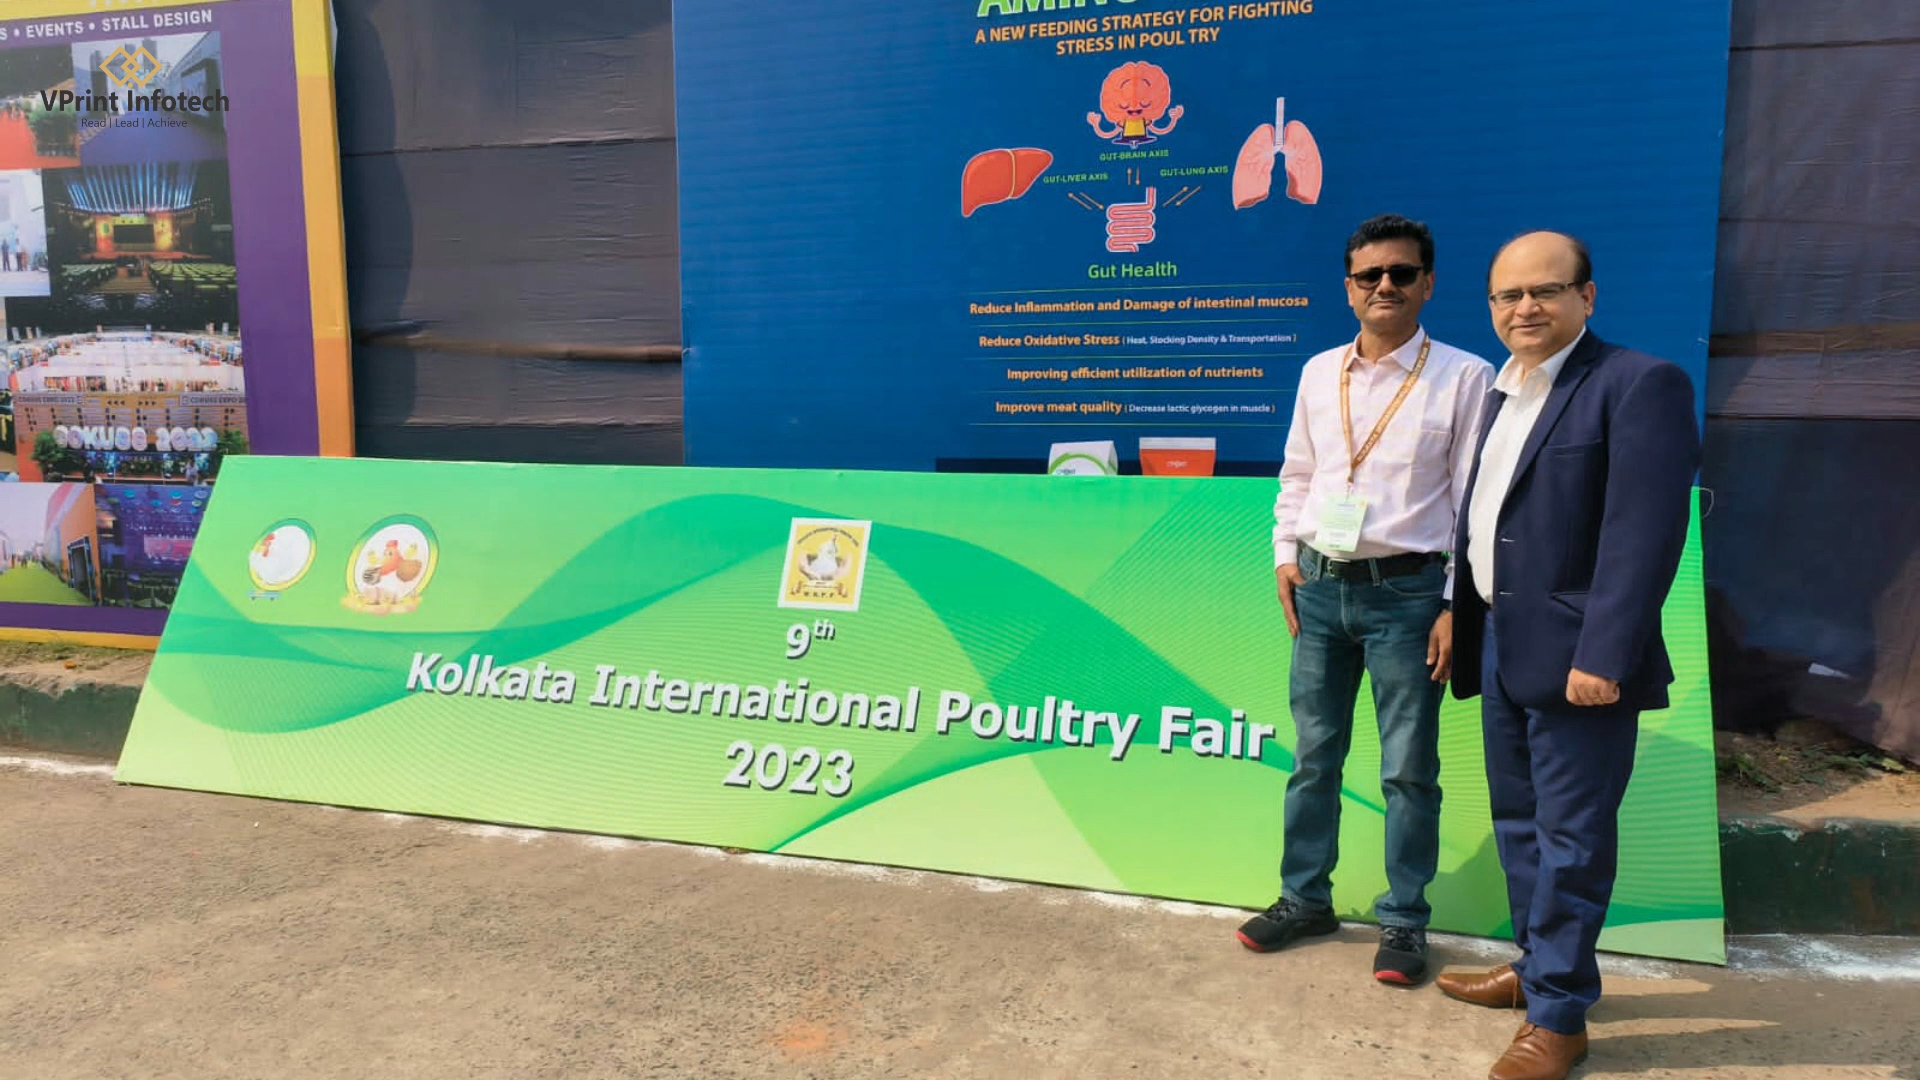 S • EVENTS • STALL DESIGN
VPrint Infotech
Read | Lead | Achieve
COKUBS 2022
A NEW FEEDING STRATEGY FOR FIGHTING
STRESS IN POULTRY
GUT-BRAIN AXIS
GUT-LIVER AXIS
GUT-LUNG AXIS
Gut Health
Reduce Inflammation and Damage of intestinal mucosa
Reduce Oxidative Stress ( Heat, Stocking Density & Transportation )
Improving efficient utilization of nutrients
Improve meat quality ( Decrease lactic glycogen in muscle )
9th
Kolkata International Poultry Fair
2023